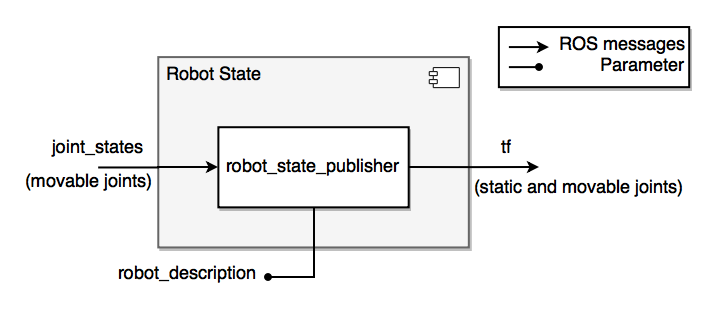 ROS messages
Parameter
Robot State
joint_states
(movable joints)
robot_state_publisher
tf
(static and movable joints)
robot_description